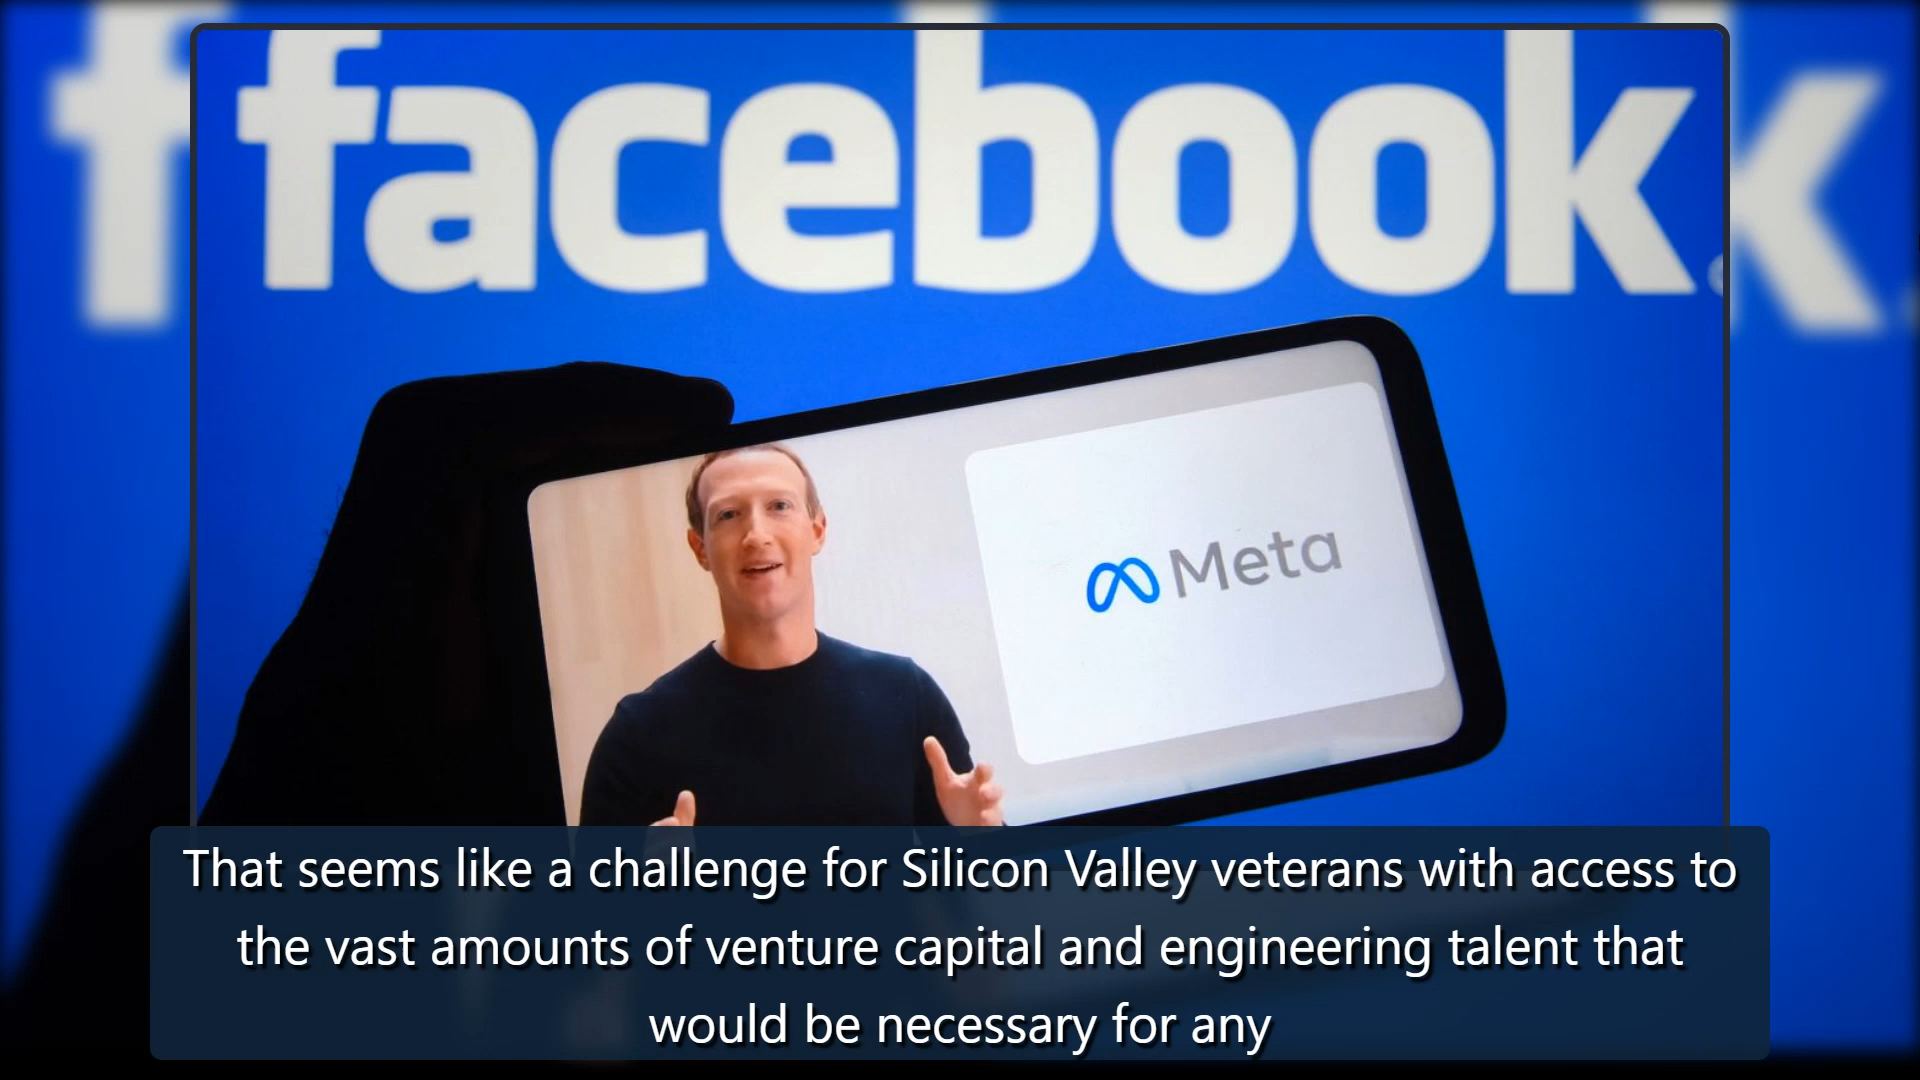 facebook
Meta
That seems like a challenge for Silicon Valley veterans with access to
the vast amounts of venture capital and engineering talent that
would be necessary for any